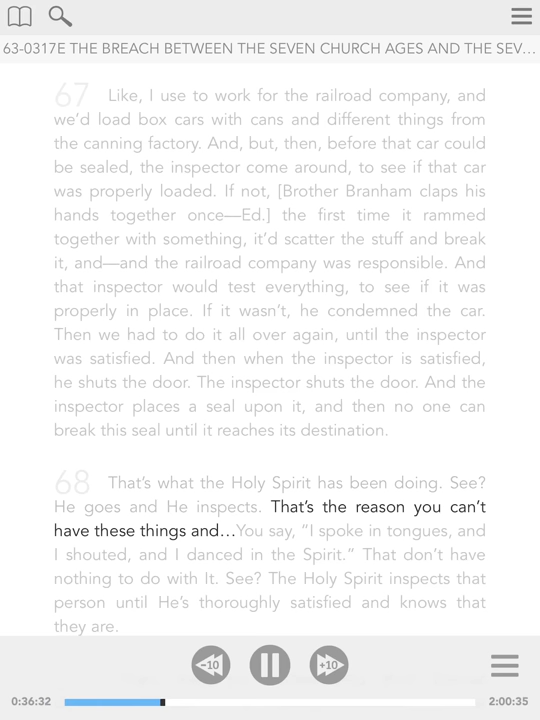 63-0317E THE BREACH BETWEEN THE SEVEN CHURCH AGES AND THE SEV...
67 Like, I use to work for the railroad company, and
we’d load box cars with cans and different things from
the canning factory. And, but, then, before that car could
be sealed, the inspector come around, to see if that car
was properly loaded. If not, [Brother Branham claps his
hands together once—Ed.] the first time it rammed
together with something, it’d scatter the stuff and break
it, and—and the railroad company was responsible. And
that inspector would test everything, to see if it was
properly in place. If it wasn’t, he condemned the car.
Then we had to do it all over again, until the inspector
was satisfied. And then when the inspector is satisfied,
he shuts the door. The inspector shuts the door. And the
inspector places a seal upon it, and then no one can
break this seal until it reaches its destination.
68 That’s what the Holy Spirit has been doing. See?
He goes and He inspects. That’s the reason you can’t
have these things and…You say, “I spoke in tongues, and
I shouted, and I danced in the Spirit.” That don’t have
nothing to do with It. See? The Holy Spirit inspects that
person until He’s thoroughly satisfied and knows that
they are.
-10 +10
0:36:32 2:00:35